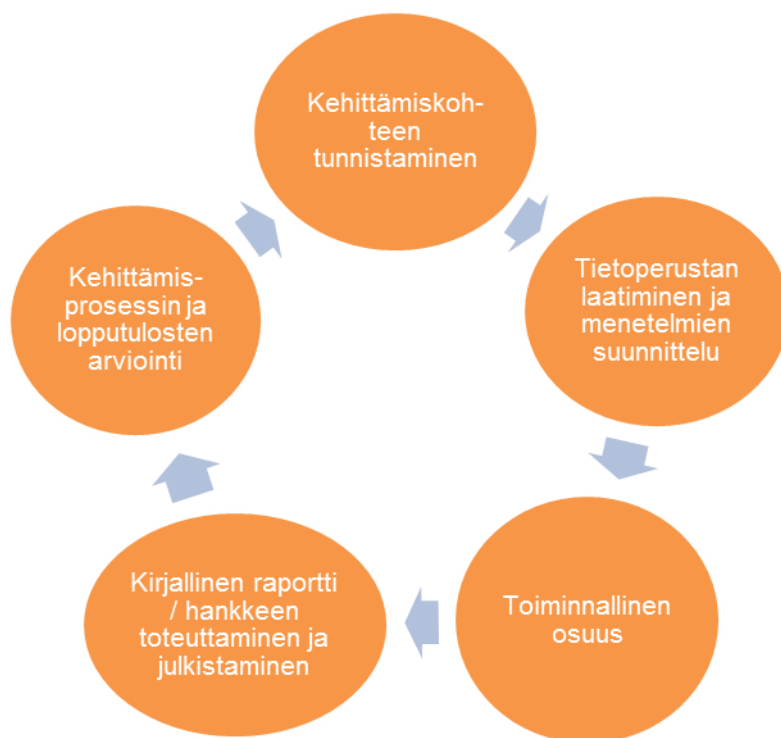 Kehittämiskoh-
teen
tunnistaminen
Tietoperustan
laatiminen ja
menetelmien
suunnittelu
Toiminnallinen
osuus
Kirjallinen raportti
/ hankkeen
toteuttaminen ja
julkistaminen
Kehittämis-
prosessin ja
lopputulosten
arviointi